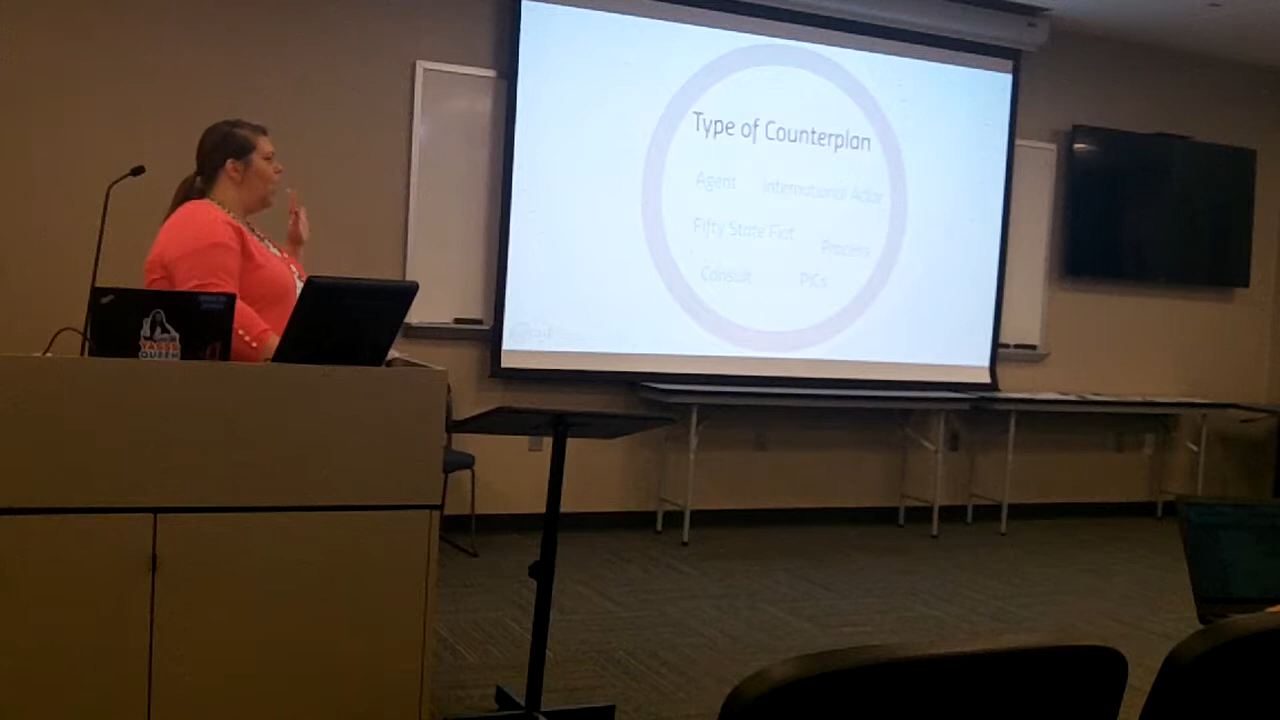 Type of Counterplan
Agent International Actor
Fifty State Fiat
Process
Consult PICs
YASSS
QUEEN